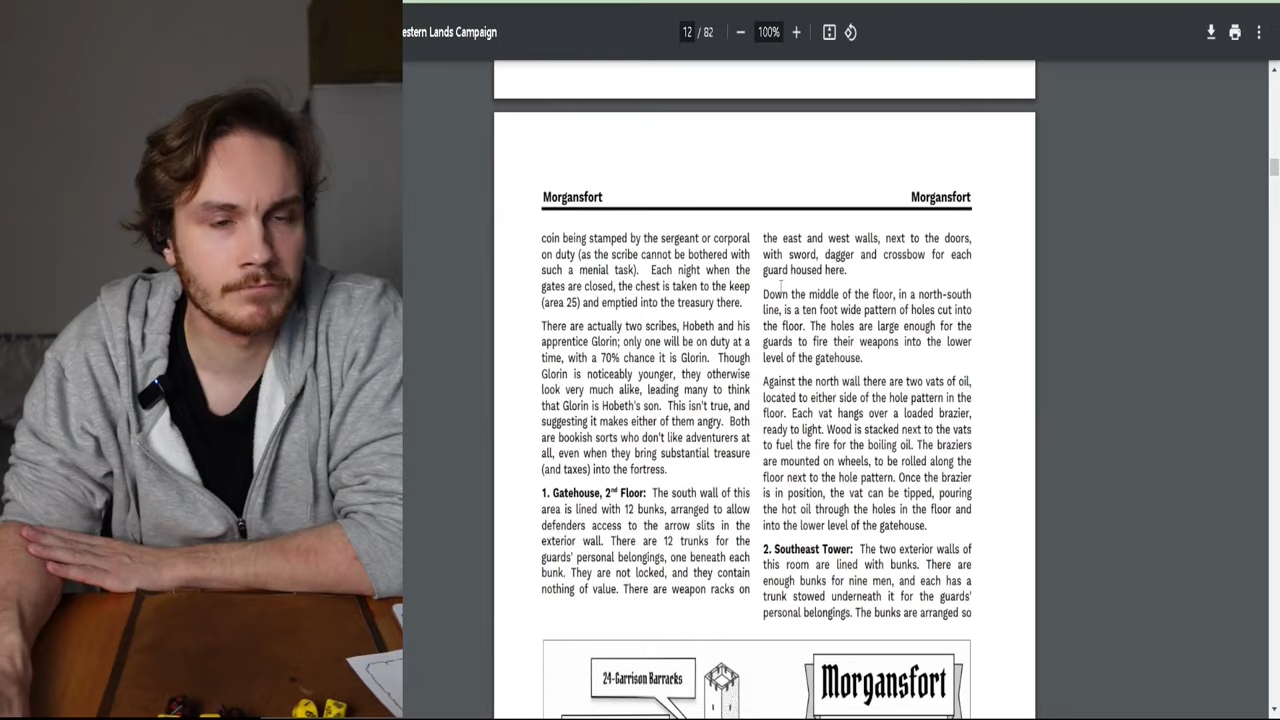 estern Lands Campaign
12 / 82
100%
Morgansfort
Morgansfort
coin being stamped by the sergeant or corporal
on duty (as the scribe cannot be bothered with
such a menial task). Each night when the
gates are closed, the chest is taken to the keep
(area 25) and emptied into the treasury there.
There are actually two scribes, Hobeth and his
apprentice Glorin; only one will be on duty at a
time, with a 70% chance it is Glorin. Though
Glorin is noticeably younger, they otherwise
look very much alike, leading many to think
that Glorin is Hobeth's son. This isn't true, and
suggesting it makes either of them angry. Both
are bookish sorts who don't like adventurers at
all, even when they bring substantial treasure
(and taxes) into the fortress.
1. Gatehouse, 2nd Floor: The south wall of this
area is lined with 12 bunks, arranged to allow
defenders access to the arrow slits in the
exterior wall. There are 12 trunks for the
guards' personal belongings, one beneath each
bunk. They are not locked, and they contain
nothing of value. There are weapon racks on
the east and west walls, next to the doors,
with sword, dagger and crossbow for each
guard housed here.
Down the middle of the floor, in a north-south
line, is a ten foot wide pattern of holes cut into
the floor. The holes are large enough for the
guards to fire their weapons into the lower
level of the gatehouse.
Against the north wall there are two vats of oil,
located to either side of the hole pattern in the
floor. Each vat hangs over a loaded brazier,
ready to light. Wood is stacked next to the vats
to fuel the fire for the boiling oil. The braziers
are mounted on wheels, to be rolled along the
floor next to the hole pattern. Once the brazier
is in position, the vat can be tipped, pouring
the hot oil through the holes in the floor and
into the lower level of the gatehouse.
2. Southeast Tower: The two exterior walls of
this room are lined with bunks. There are
enough bunks for nine men, and each has a
trunk stowed underneath it for the guards'
personal belongings. The bunks are arranged so
24-Garrison Barracks
Morgansfort